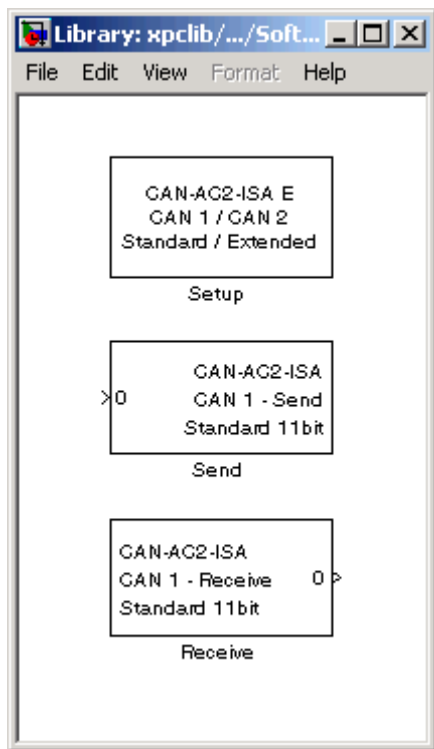 Library: xpclib/.../Soft...
File Edit View Format Help
CAN-AC2-ISA E
CAN 1 / CAN 2
Standard / Extended
Setup
CAN-AC2-ISA
0 CAN 1 - Send
Standard 11bit
Send
CAN-AC2-ISA
CAN 1 - Receive 0
Standard 11bit
Receive